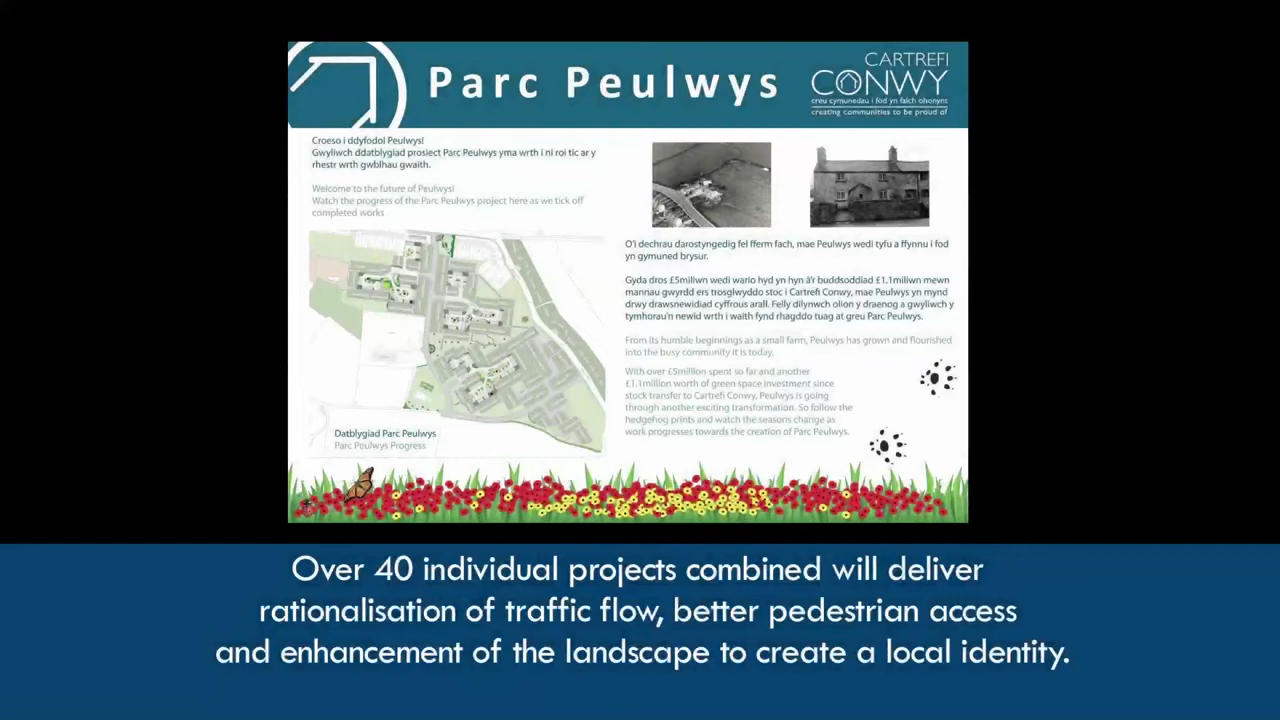 Parc Peulwys
CARTREFI
CONWY
creu cymunedau i fod yn falch ohonynt
creating communities to be proud of
Croeso i ddyfodol Peulwys!
Gwyliwch ddatblygiad prosiect Parc Peulwys yma wrth i ni roi tic ar y
rhestr wrth gwblhau gwaith.
Welcome to the future of Peulwys!
Watch the progress of the Parc Peulwys project here as we tick off
completed works
Datblygiad Parc Peulwys
Parc Peulwys Progress
O'i dechrau darostyngedig fel fferm fach, mae Peulwys wedi tyfu a ffynnu i fod
yn gymuned brysur.
Gyda dros £5miliwn wedi wario hyd yn hyn â'r buddsoddiad £1.1miliwn mewn
mannau gwyrdd ers trosglwyddo stoc i Cartrefi Conwy, mae Peulwys yn mynd
drwy drawsnewidiad cyffrous arall. Felly dilynwch olion y draenog a gwyliwch y
tymhorau'n newid wrth i waith fynd rhagddo tuag at greu Parc Peulwys.
From its humble beginnings as a small farm, Peulwys has grown and flourished
into the busy community it is today.
With over £5million spent so far and another
£1.1million worth of green space investment since
stock transfer to Cartrefi Conwy, Peulwys is going
through another exciting transformation. So follow the
hedgehog prints and watch the seasons change as
work progresses towards the creation of Parc Peulwys.
Over 40 individual projects combined will deliver
rationalisation of traffic flow, better pedestrian access
and enhancement of the landscape to create a local identity.